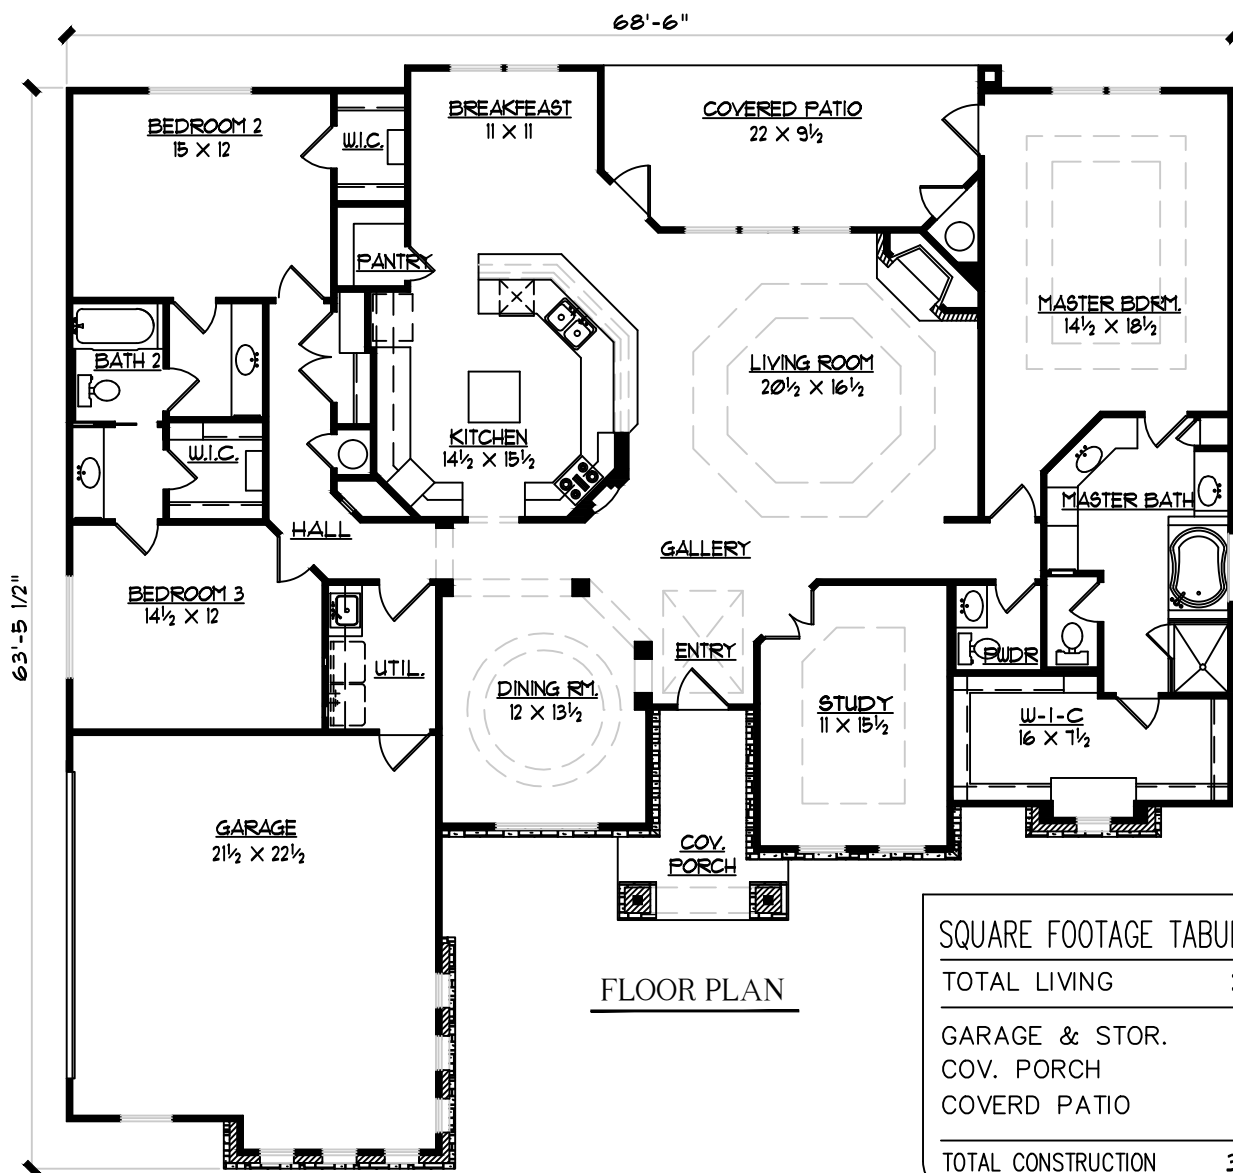 68'-6"
BREAKFEAST
11 X 11
COVERED PATIO
22 X 9½
BEDROOM 2
15 X 12
W.I.C.
PANTRY
MASTER BDRM.
14½ X 18½
BATH 2
LIVING ROOM
20½ X 16½
KITCHEN
14½ X 15½
W.I.C.
MASTER BATH
HALL
GALLERY
63'-5 1/2"
BEDROOM 3
14½ X 12
UTIL.
ENTRY
PWDR
DINING RM.
12 X 13½
STUDY
11 X 15½
W-I-C
16 X 7½
GARAGE
21½ X 22½
COV.
PORCH
FLOOR PLAN
SQUARE FOOTAGE
TOTAL LIVING
GARAGE & STOR.
COV. PORCH
COVERD PATIO
TOTAL CONSTRUCTION